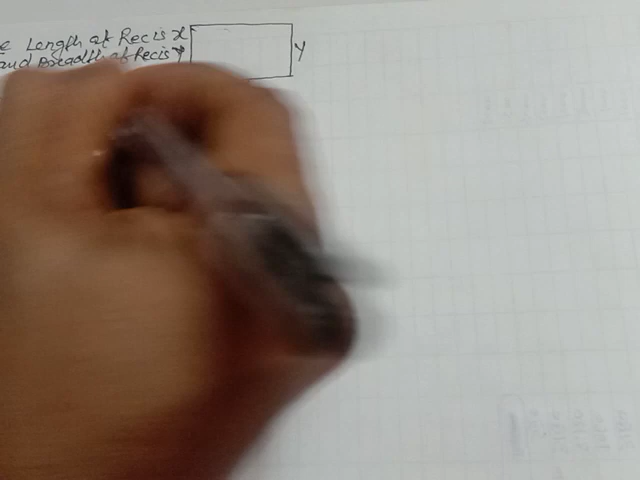 e Length of Rec is x
and Breadth of Rec is y
y